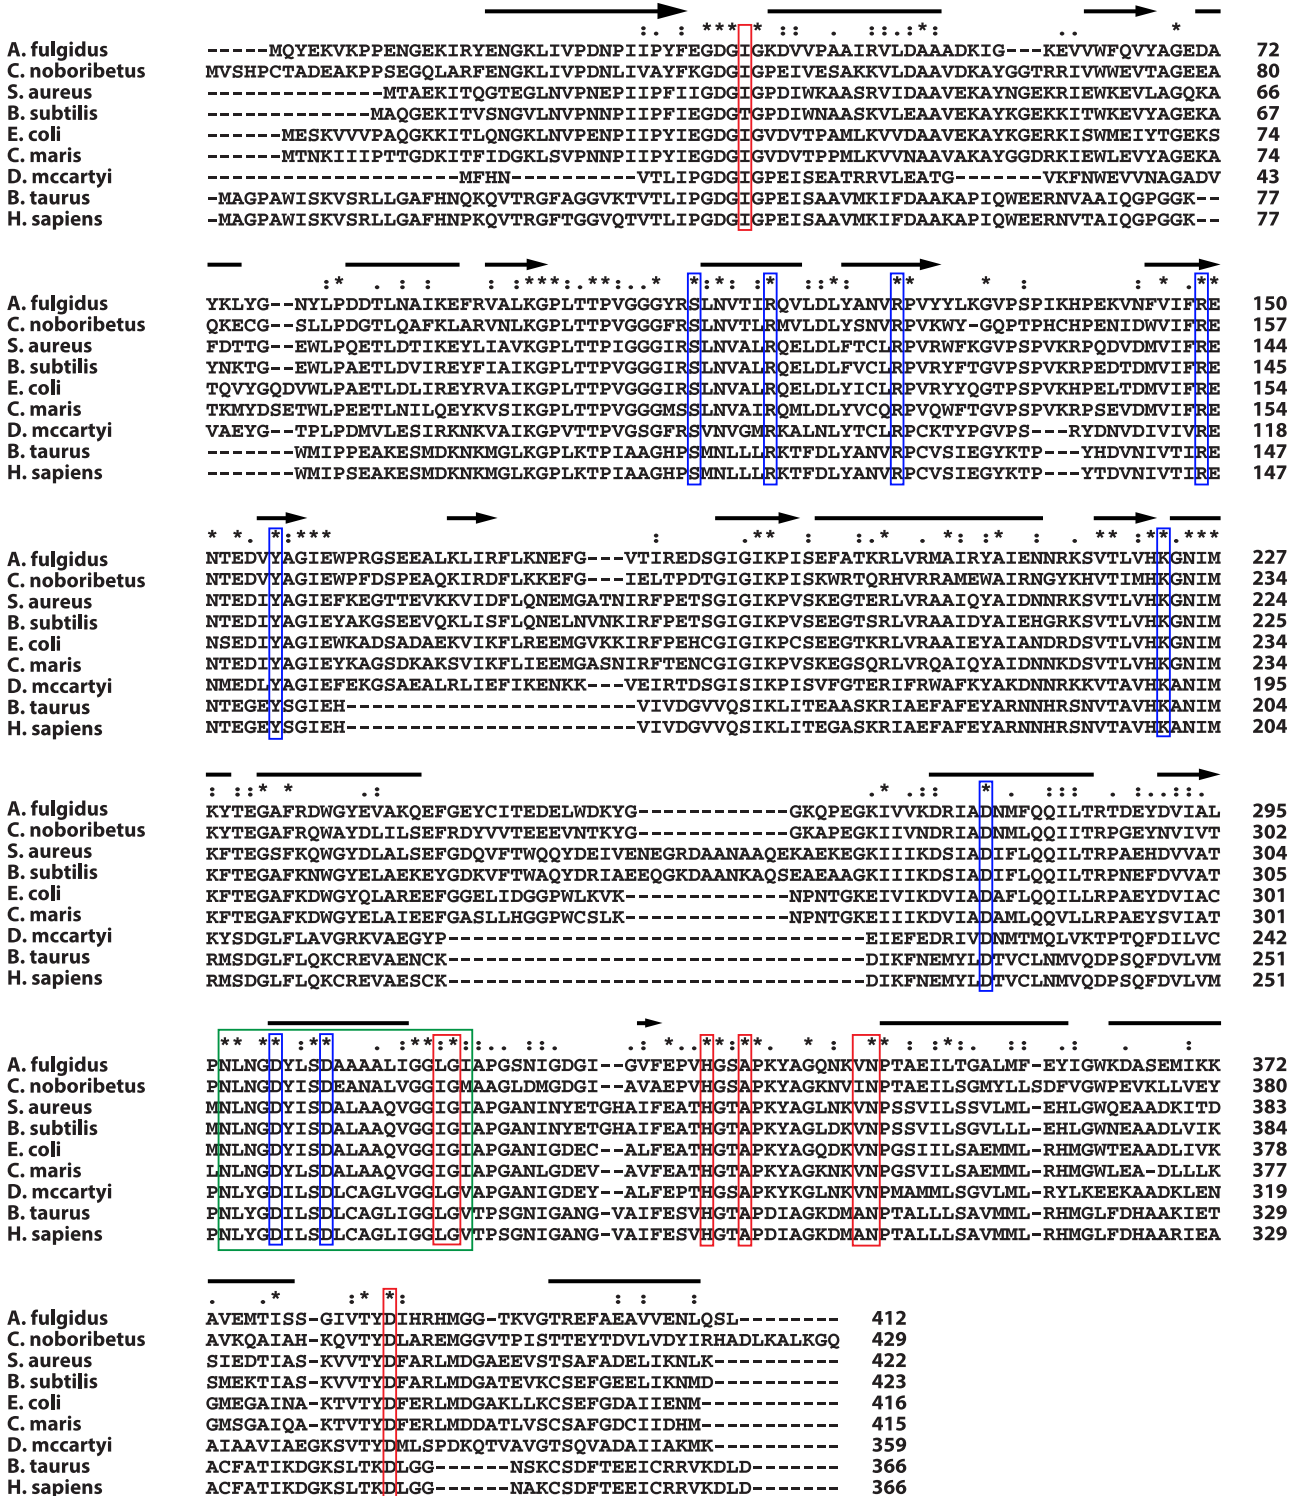 :. : ***.* : :: .:.** : : * :
A. fulgidus -----MQYEKVKPPENGEKIRYENGKLIVPDNPIIPYFEGDGIGKDVVPAAIRVLDAAADKIG---KEVVWFQVYAGEDA 72
C. noboribetus MVSHPCTADEAKPPSEGQLARFENGKLIVPDNLIVAYFKGDGIGPEIVESAKKVLDAAVDKAYGGTRRIVWWEVTAGEEA 80
S. aureus --------------MTAEKITQGTEGLNVPNEPIIPFIIGDGIGPDIWKAASRVIDAAVEKAYNGEKRIEWKEVLAGQKA 66
B. subtilis -------------MAQGEKITVSNGVLNVPNNPIIPFIEGDGTGPDIWNAASKVLEAAVEKAYKGEKKITWKEVYAGEKA 67
E. coli ------MESKVVVPAQGKKITLQNGKLNVPENPIIPYIEGDGIGVDVTPAMLKVVDAAVEKAYKGERKISWMEIYTGEKS 74
C. maris ------MTNKIIIPTTGDKITFIDGKLSVPNNPIIPYIEGDGIGVDVTPPMLKVVNAAVAKAYGGDRKIEWLEVYAGEKA 74
D. mccartyi --------------------MFHN----------VTLIPGDGIGPEISEATRRVLEATG-------VKFNWEVVNAGADV 43
B. taurus -MAGPAWISKVSRLLGAFHNQKQVTRGFAGGVKTVTLIPGDGIGPEISAAVMKIFDAAKAPIQWEERNVAAIQGPGGK-- 77
H. sapiens -MAGPAWISKVSRLLGAFHNPKQVTRGFTGGVQTVTLIPGDGIGPEISAAVMKIFDAAKAPIQWEERNVTAIQGPGGK-- 77
:.* . : : :.***.**:..* *:*: :* :**: :* * : : :**
A. fulgidus YKLYG--NYLPDDTLNAIKEFRVALKGPLTTPVGGGYRSLNVTIRQVLDLYANVRPVYYLKGVPSPIKHPEKVNFVIFRE 150
C. noboribetus QKECG--SLLPDGTLQAFKLARVNLKGPLTTPVGGGFRSLNVTLRMVLDLYSNVRPVKWY-GQPTPHCHPENIDWVIFRE 157
S. aureus FDTTG--EWLPQETLDTIKEYLIAVKGPLTTPIGGGIRSLNVALRQELDLFTCLRPVRWFKGVPSPVKRPQDVDMVIFRE 144
B. subtilis YNKTG--EWLPAETLDVIREYFIAIKGPLTTPVGGGIRSLNVALRQELDLFVCLRPVRYFTGVPSPVKRPEDTDMVIFRE 145
E. coli TQVYGQDVWLPAETLDLIREYRVAIKGPLTTPVGGGIRSLNVALRQELDLYICLRPVRYYQGTPSPVKHPELTDMVIFRE 154
C. maris TKMYDSETWLPEETLNILQEYKVSIKGPLTTPVGGGMSSLNVAIRQMLDLYVCQRPVQWFTGVPSPVKRPSEVDMVIFRE 154
D. mccartyi VAEYG--TPLPDMVLESIRKNKVAIKGPVTTPVGSGFRSVNVGMRKALNLYTCLRPCKTYPGVPS----RYDNVDIVIVRE 118
B. taurus -------WMIPPEAKESMDKNKMGLKGPLKTPIAAGHPSMNLLLRKTFDLYANVRPCVSIEGYKTP---YHDVNIVTIRE 147
H. sapiens -------WMIPSEAKESMDKNKMGLKGPLKTPIAAGHPSMNLLLRKTFDLYANVRPCVSIEGYKTP---YTDVNIVTIRE 147
* *. .*:*** : : : **: . : : .: :**.***
A. fulgidus NTEDVYAGIEWPRGSEEALKLIRFLKNEFG---VTIREDSGIGIKPISEFATKRLVRMAIRYAIENNRKSVTLVHKGNIM 227
C. noboribetus NTEDVYAGIEWPFDSPEAQKIRDFLKKEFG---IELTPDTGIGIKPISKWRTQRHVRRAMEWAIRNGYKHVTIMHKGNIM 234
S. aureus NTEDIYAGIEFKEGTTEVKKVIDFLQNEMGATNIRFPETSGIGIKPVSKEGTERLVRAAIQYAIDNNRKSVTLVHKGNIM 224
B. subtilis NTEDIYAGIEYAKGSEEVQKLISFLQNELNVNKIRFPETSGIGIKPVSEEGTSRLVRAAIDYAIEHGRKSVTLVHKGNIM 225
E. coli NSEDIYAGIEWKADSADAEKVIKFLREEMGVKKIRFPEHCGIGIKPCSEEGTKRLVRAAIEYAIANDRDSVTLVHKGNIM 234
C. maris NTEDIYAGIEYKAGSDKAKSVIKFLIEEMGASNIRFTENCGIGIKPVSKEGSQRLVRQAIQYAIDNNKDSVTLVHKGNIM 234
D. mccartyi NMEDLYAGIEFEKGSAEALRLIEFIKENKK---VEIRTDSGISIKPISVFGTERIFRWAFKYAKDNNRKKVTAVHKANIM 195
B. taurus NTEGEYSGIEH----------------------VIVDGVVQSIKLITEAASKRIAEFAFEYARNNHRSNVTAVHKANIM 204
H. sapiens NTEGEYSGIEH----------------------VIVDGVVQSIKLITEGASKRIAEFAFEYARNNHRSNVTAVHKANIM 204
: ::* * .: .* . :: * : :: : ::.
A. fulgidus KYTEGAFRDWGYEVAKQEFGEYCITEDELWDKYG------------GKQPEGKIVVKDRIADNMFQQILTRTDEYDVIAL 295
C. noboribetus KYTEGAFRQWAYDLILSEFRDYVVTEEEVNTKYG------------GKAPEGKIVVNDRIADNMLQQIITRPGEYNVIVT 302
S. aureus KFTEGSFKQWGYDLALSEFGDQVFTWQQYDEIVENEGRDAANAAQEKAEKEGKIIIKDSIADIFLQQILTRPAEHDVVAT 304
B. subtilis KFTEGAFKNWGYELAEKEYGDKVFTWAQYDRIAEEQGKDAANKAQSEAEAAGKIIIKDSIADIFLQQILTRPNEFDVVAT 305
E. coli KFTEGAFKDWGYQLAREEFGGELIDGGPWLKVK-------------NPNTGKEIVIKDVIADAFLQQILLRPAEYDVIAC 301
C. maris KFTEGAFKDWGYELAIEEFGASLLHGGPWCSLK-------------NPNTGKEIIIKDVIADAMLQQVLLRPAEYSVIAT 301
D. mccartyi KYSDGLFLAVGRKVAEGYP---------------------------------EIEFEDRIVDNMTMQLVKTPTQFDILVC 242
B. taurus RMSDGLFLQKCREVAENCK---------------------------------DIKFNEMYLDTVCLNMVQDPSQFDVLVM 251
H. sapiens RMSDGLFLQKCREVAESCK---------------------------------DIKFNEMYLDTVCLNMVQDPSQFDVLVM 251
** ** :.:* .:**:*:..**.**:. .:*..*:** * . * :.* :**: . :
A. fulgidus PNLNGDYLSDAAAALIGGLGIAPGSNIGDGI--GVFEPVHGSAPKYAGQNKVNPTAEILTGALMF-EYIGWKDASEMIKK 372
C. noboribetus PNLNGDYISDEANALVGGIGMAAGLDMGDGI--AVAEPVHGSAPKYAGKNVINPTAEILSGMYLLSDFVGWPEVKLLVEY 380
S. aureus MNLNGDYISDALAAQVGGIGIAPGANINYETGHAIFEATHGTAPKYAGLNKVNPSSVILSSVLML-EHLGWQEAADKITD 383
B. subtilis MNLNGDYISDALAAQVGGIGIAPGANINYETGHAIFEATHGTAPKYAGLDKVNPSSVILSGVLLL-EHLGWNEAADLVIK 384
E. coli MNLNGDYISDALAAQVGGIGIAPGANIGDEC--ALFEATHGTAPKYAGQDKVNPGSIILSAEMML-RHMGWTEAADLIVK 378
C. maris LNLNGDYLSDALAAQVGGIGIAPGANLGDEV--AVFEATHGTAPKYAGKNKVNPGSVILSAEMML-RHMGWLEA-DLLLK 377
D. mccartyi PNLYGDILSDLCAGLVGGLGVAPGANIGDEY--ALFEPTHGSAPKYKGLNKVNPMAMMLSGVLML-RYLKEEKAADKLEN 319
B. taurus PNLYGDILSDLCAGLIGGLGVTPSGNIGANG-VAIFESVHGTAPDIAGKDMANPTALLLSAVMML-RHMGLFDHAAKIET 329
H. sapiens PNLYGDILSDLCAGLIGGLGVTPSGNIGANG-VAIFESVHGTAPDIAGKDMANPTALLLSAVMML-RHMGLFDHAARIEA 329
. .* :.* *: : : :
A. fulgidus AVEMTISS-GIVTYDIHRHMGG-TKVGTREFAEAVVENLQSL-------- 412
C. noboribetus AVKQAIAH-KQVTYDLAREMGGVTPISTTEYTDVLVDYIRHADLKALKGQ 429
S. aureus SIEDTIAS-KVVTYDFARLMDGAEEVSTSAFADELIKNLK---------- 422
B. subtilis SMEKTIAS-KVVTYDFARLMDGATEVKCSEFGEELIKNMD---------- 423
E. coli GMEGAINA-KTVTYDFERLMDGAKLLKCSEFGDAIIENM----------- 416
C. maris GMSGAIQA-KTVTYDFERLMDDATLVSCSAFGDCIIDHM----------- 415
D. mccartyi AIAAVIAEGKSVTYDMLSPDKQTVAVGTSQVADAIIAKMK---------- 359
B. taurus ACFATIKDGKSLTKDLGG------NSKCSDFTEEICRRVKDLD------- 366
H. sapiens ACFATIKDGKSLTKDLGG------NAKCSDFTEEICRRVKDLD------- 366